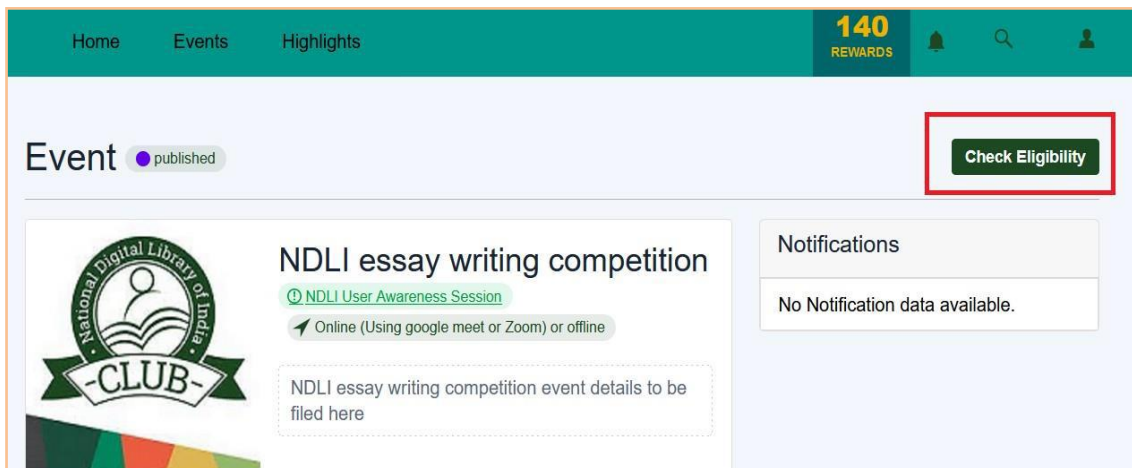 Home Events Highlights 140
REWARDS
Event published
Check Eligibility
National Digital Library of India
-CLUB-
NDLI essay writing competition
NDLI User Awareness Session
Online (Using google meet or Zoom) or offline
NDLI essay writing competition event details to be
filed here
Notifications
No Notification data available.